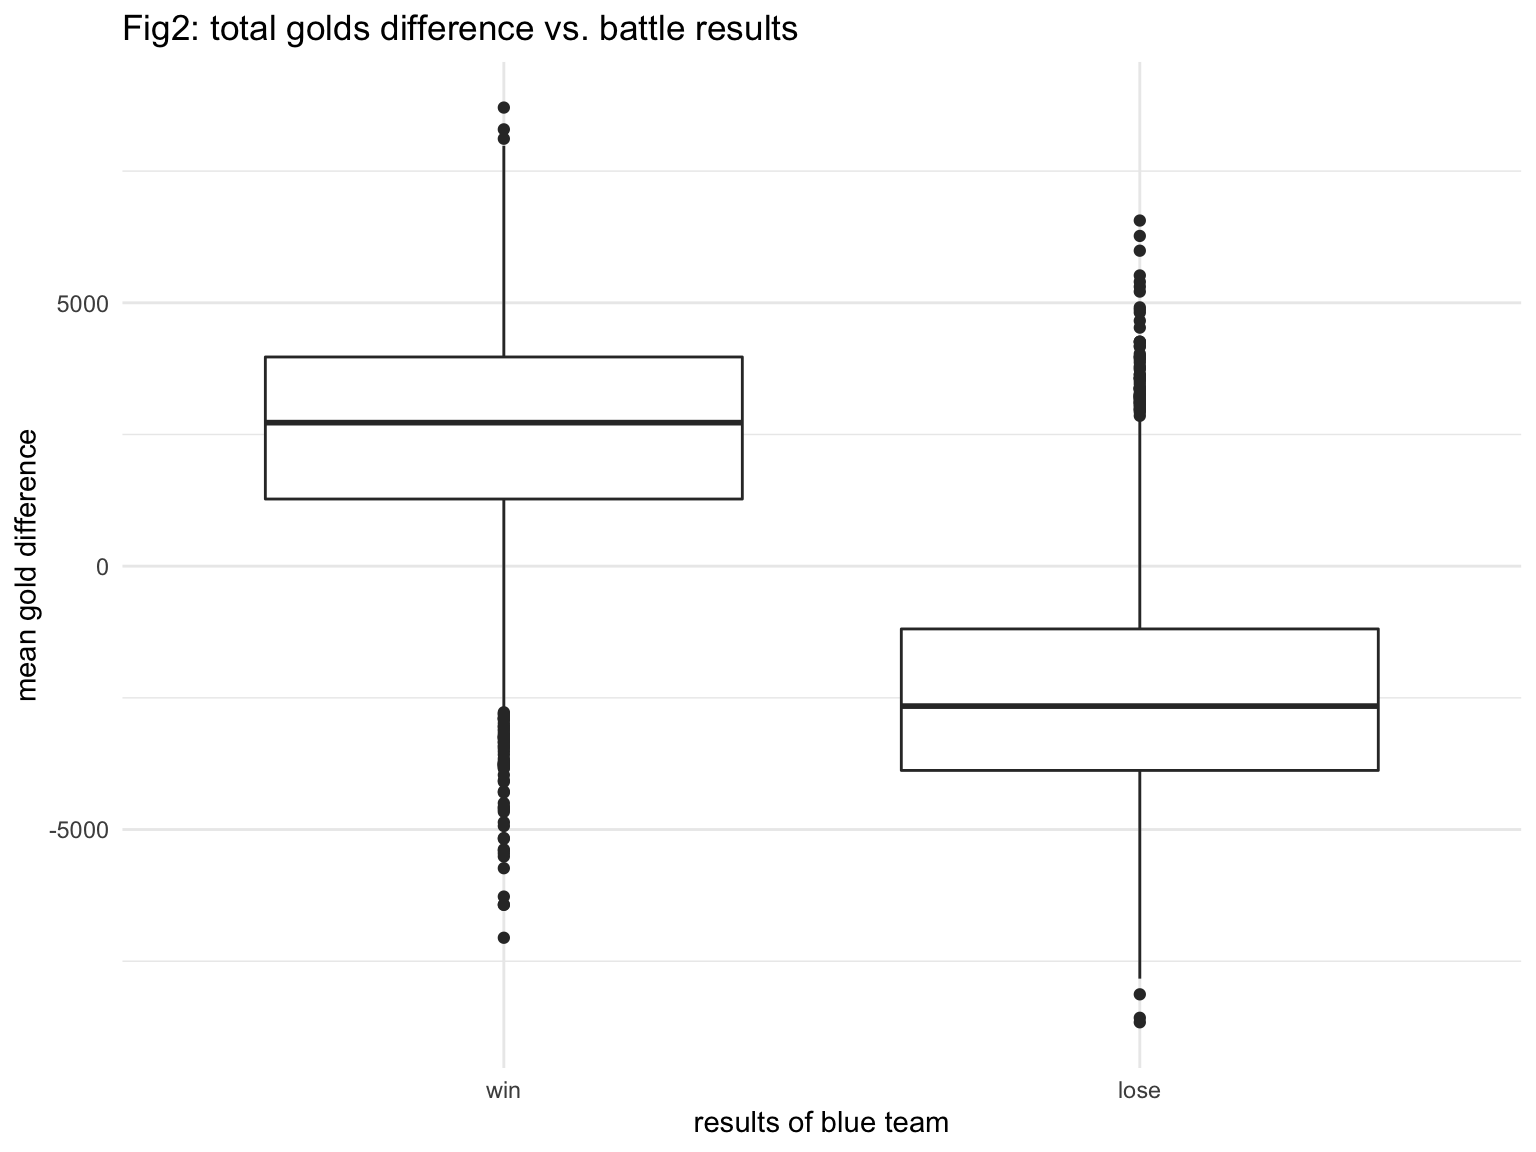 Fig2: total golds difference vs. battle results
mean gold difference
5000
0
-5000
win
lose
results of blue team